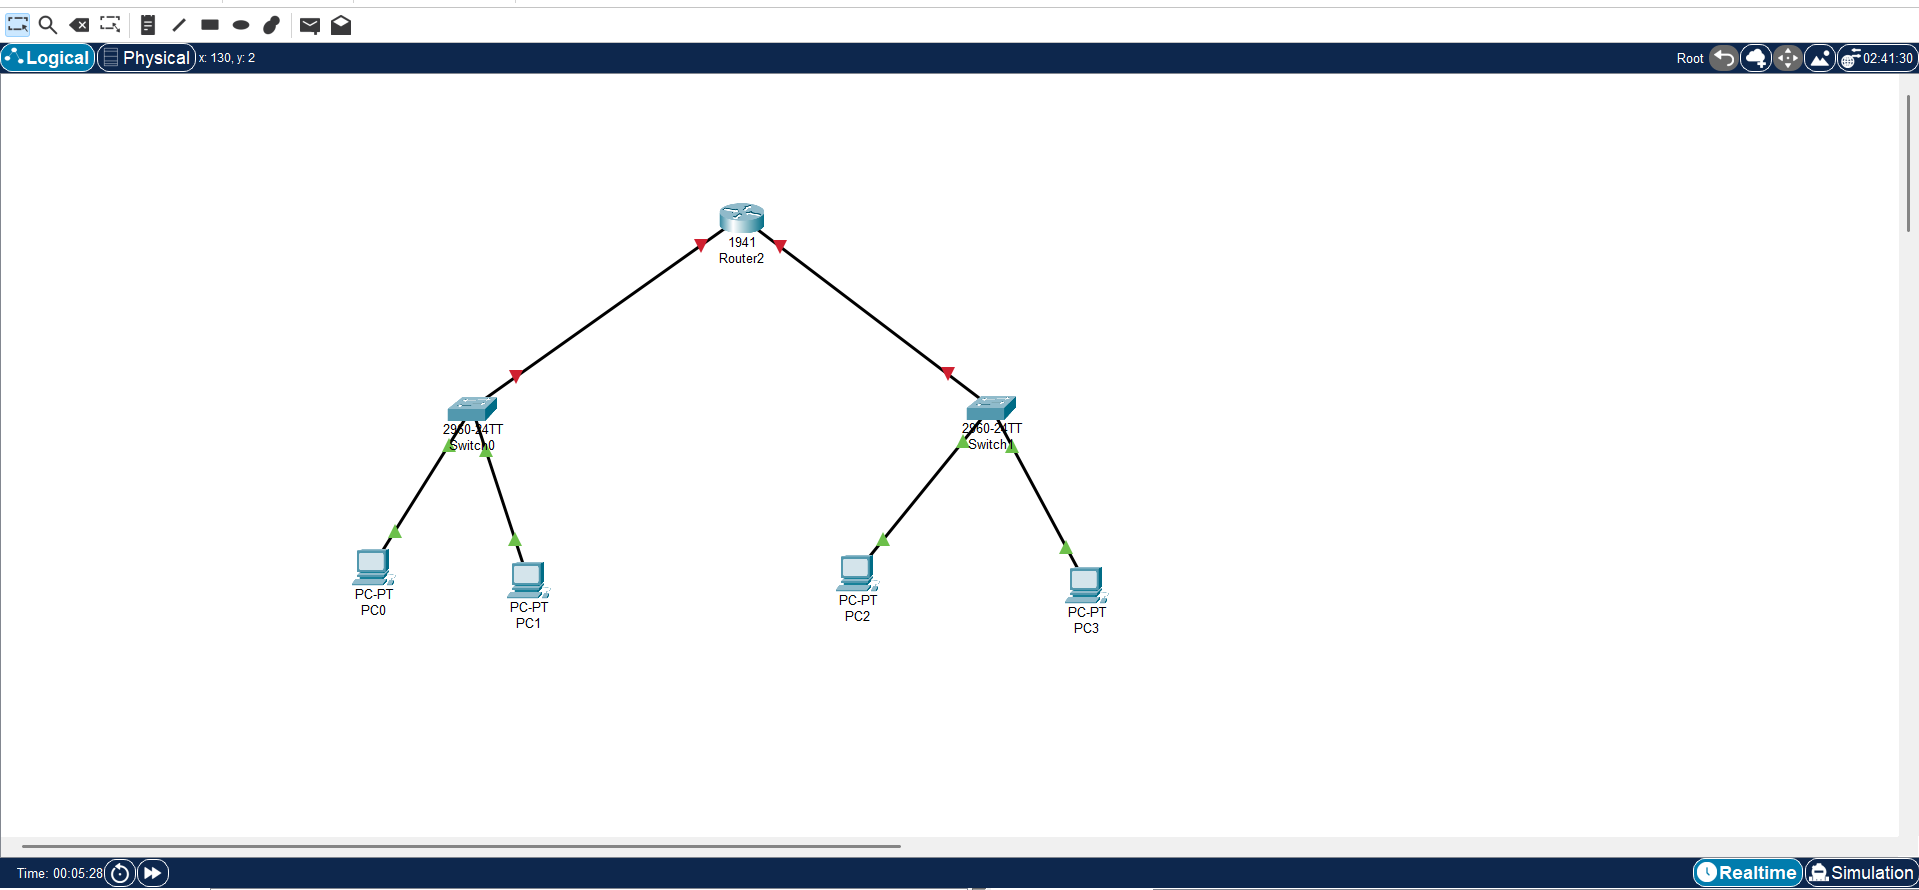 Logical
Physical
x: 130, y: 2
Root
02:41:30
1941
Router2
2960-24TT
Switch0
2960-24TT
Switch1
PC-PT
PC0
PC-PT
PC1
PC-PT
PC2
PC-PT
PC3
Time: 00:05:28
Realtime
Simulation